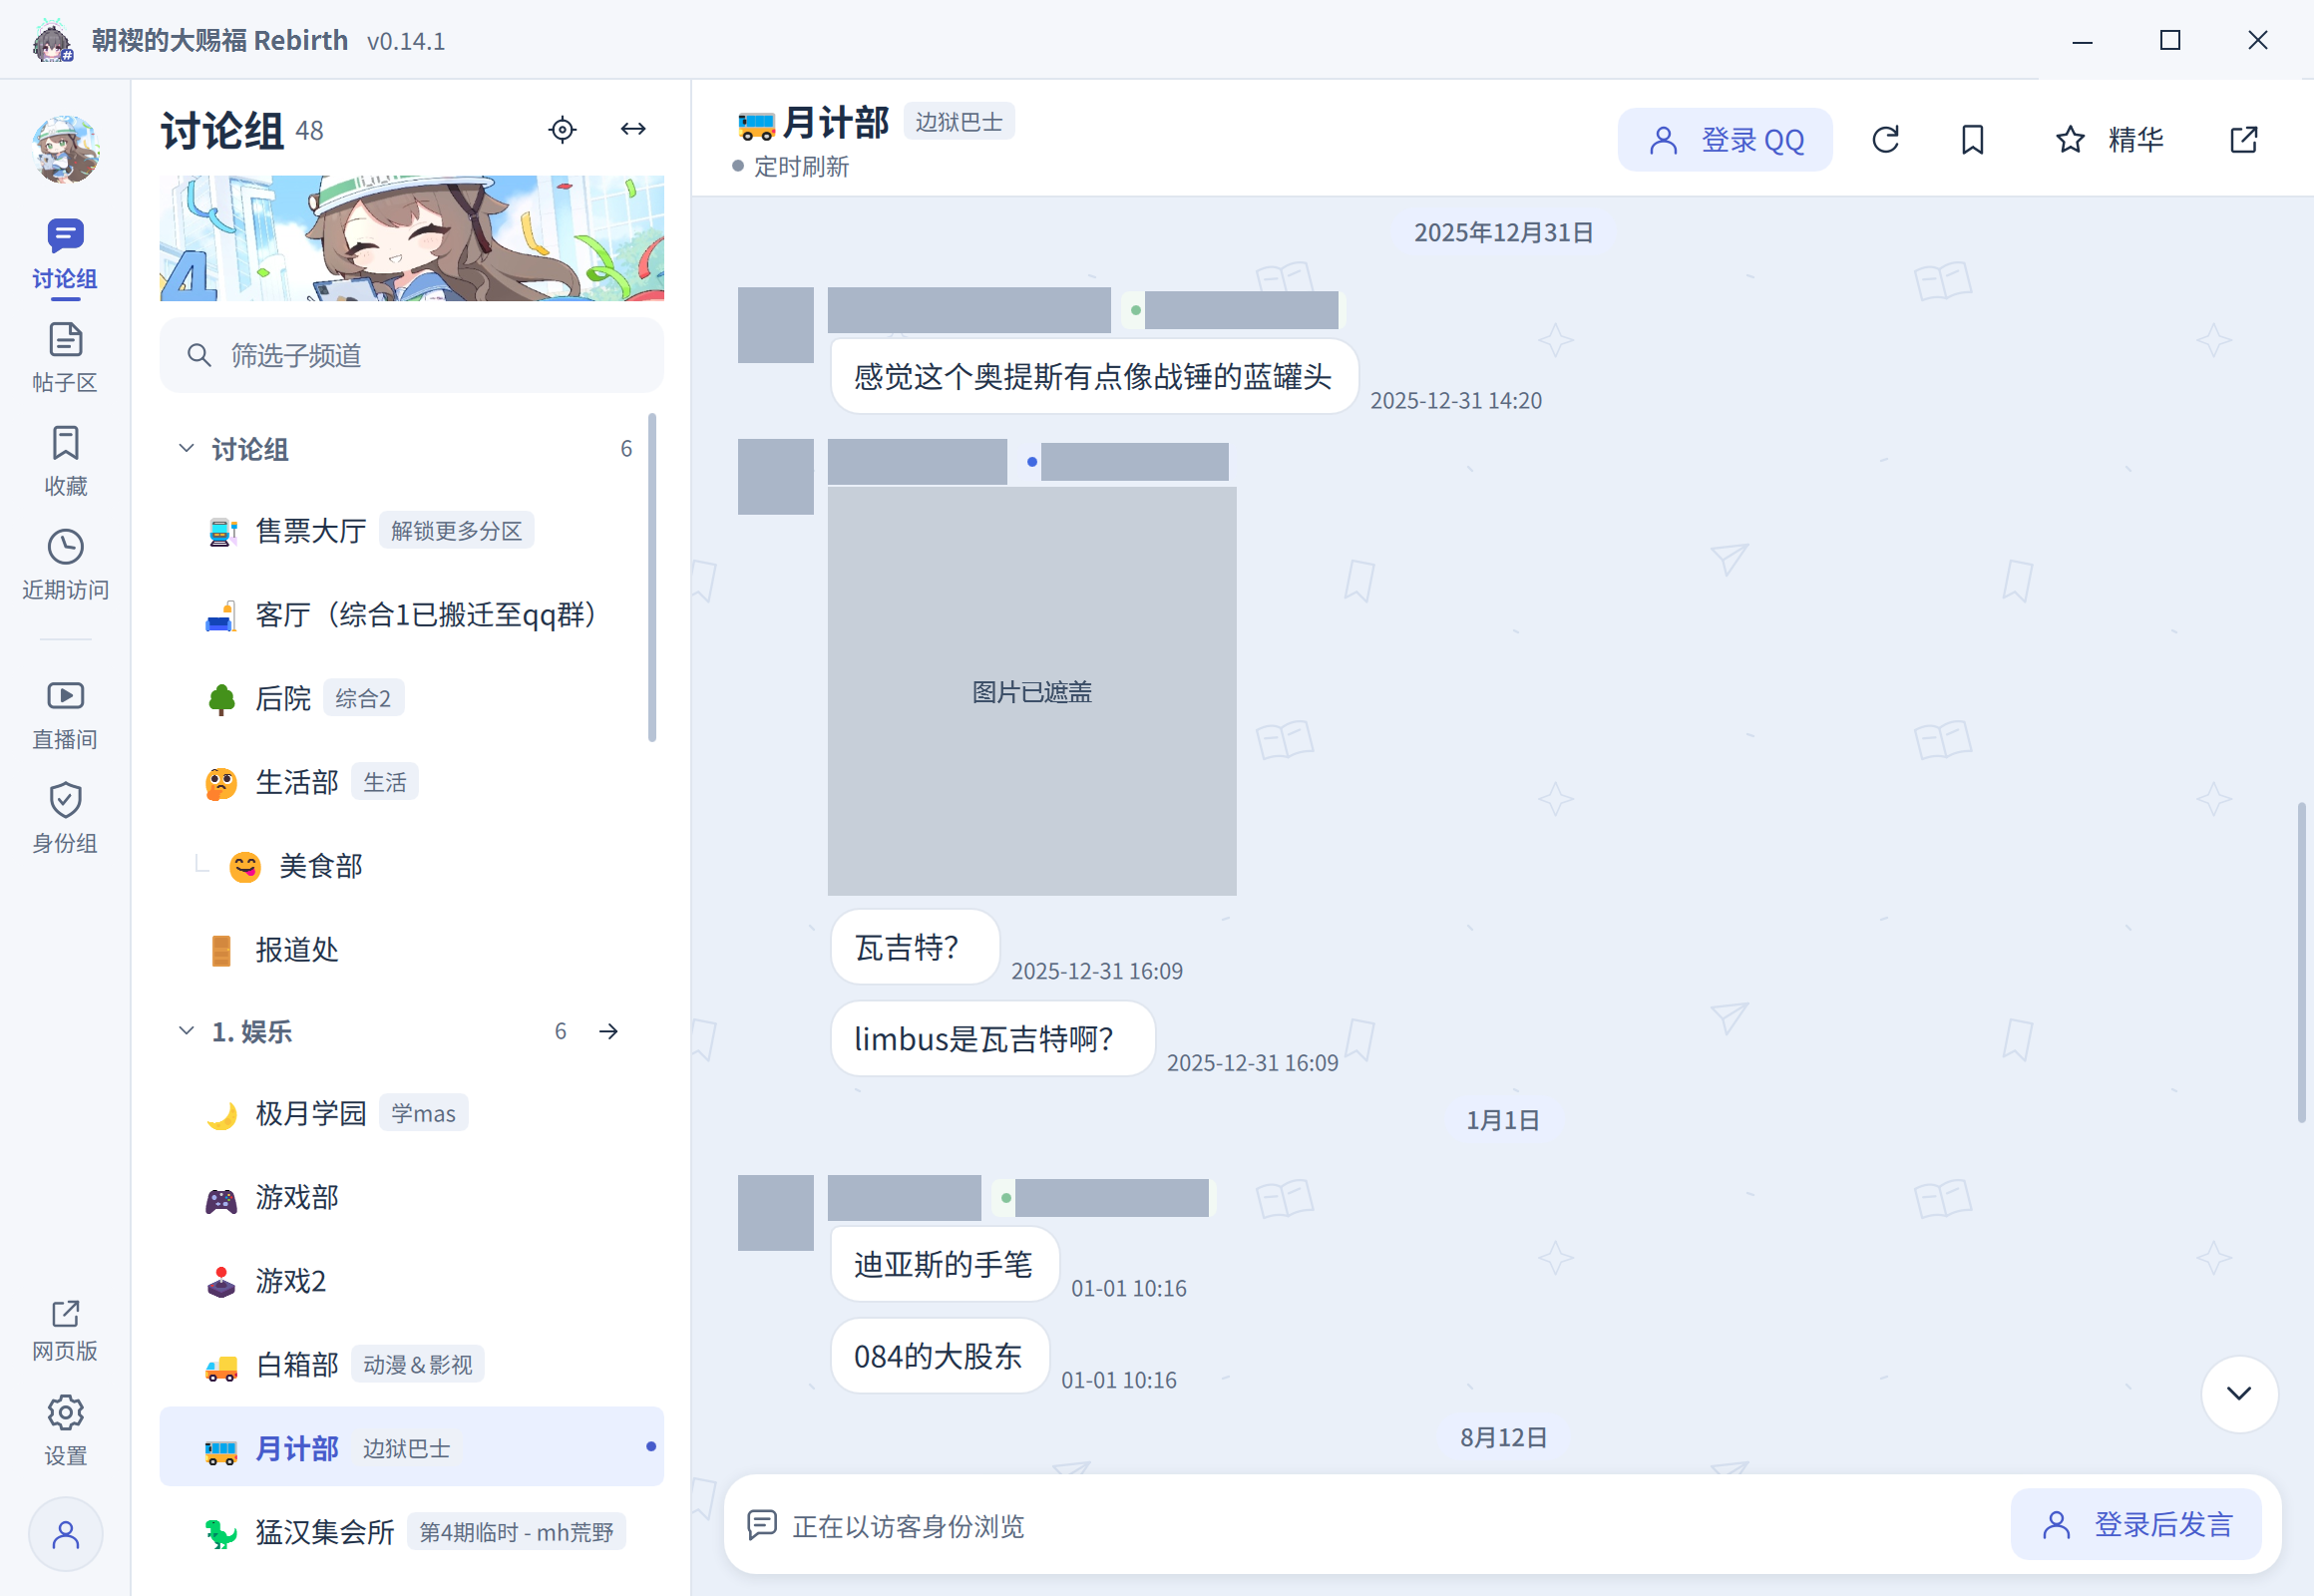 朝禊的大赐福 Rebirth v0.14.1
讨论组
帖子区
收藏
近期访问
直播间
身份组
网页版
设置
讨论组 48
4
筛选子频道
讨论组 6
售票大厅 解锁更多分区
客厅（综合1已搬迁至qq群）
后院 综合2
生活部 生活
美食部
报道处
1. 娱乐 6
极月学园 学mas
游戏部
游戏2
白箱部 动漫＆影视
月计部 边狱巴士
猛汉集会所 第4期临时 - mh荒野
月计部 边狱巴士
定时刷新
登录 QQ
精华
2025年12月31日
感觉这个奥提斯有点像战锤的蓝罐头
2025-12-31 14:20
图片已遮盖
瓦吉特？
2025-12-31 16:09
limbus是瓦吉特啊？
2025-12-31 16:09
1月1日
迪亚斯的手笔
01-01 10:16
084的大股东
01-01 10:16
8月12日
正在以访客身份浏览
登录后发言